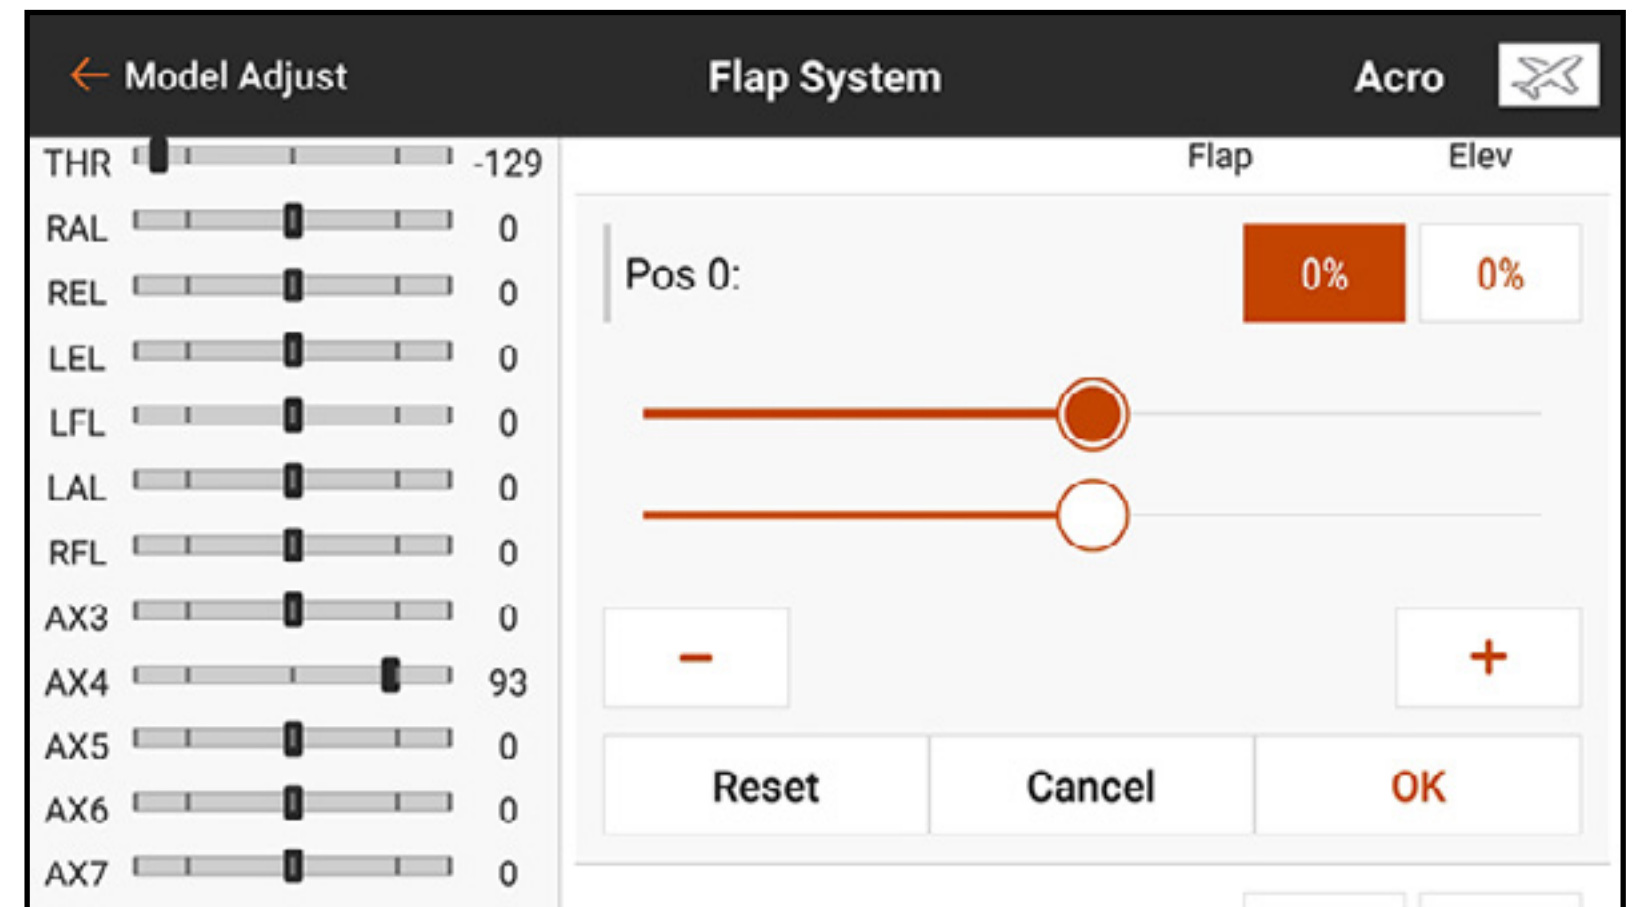 ← Model Adjust Flap System Acro
THR -129
RAL 0
REL 0
LEL 0
LFL 0
LAL 0
RFL 0
AX3 0
AX4 93
AX5 0
AX6 0
AX7 0
Flap Elev
Pos 0: 0% 0%
− +
Reset Cancel OK